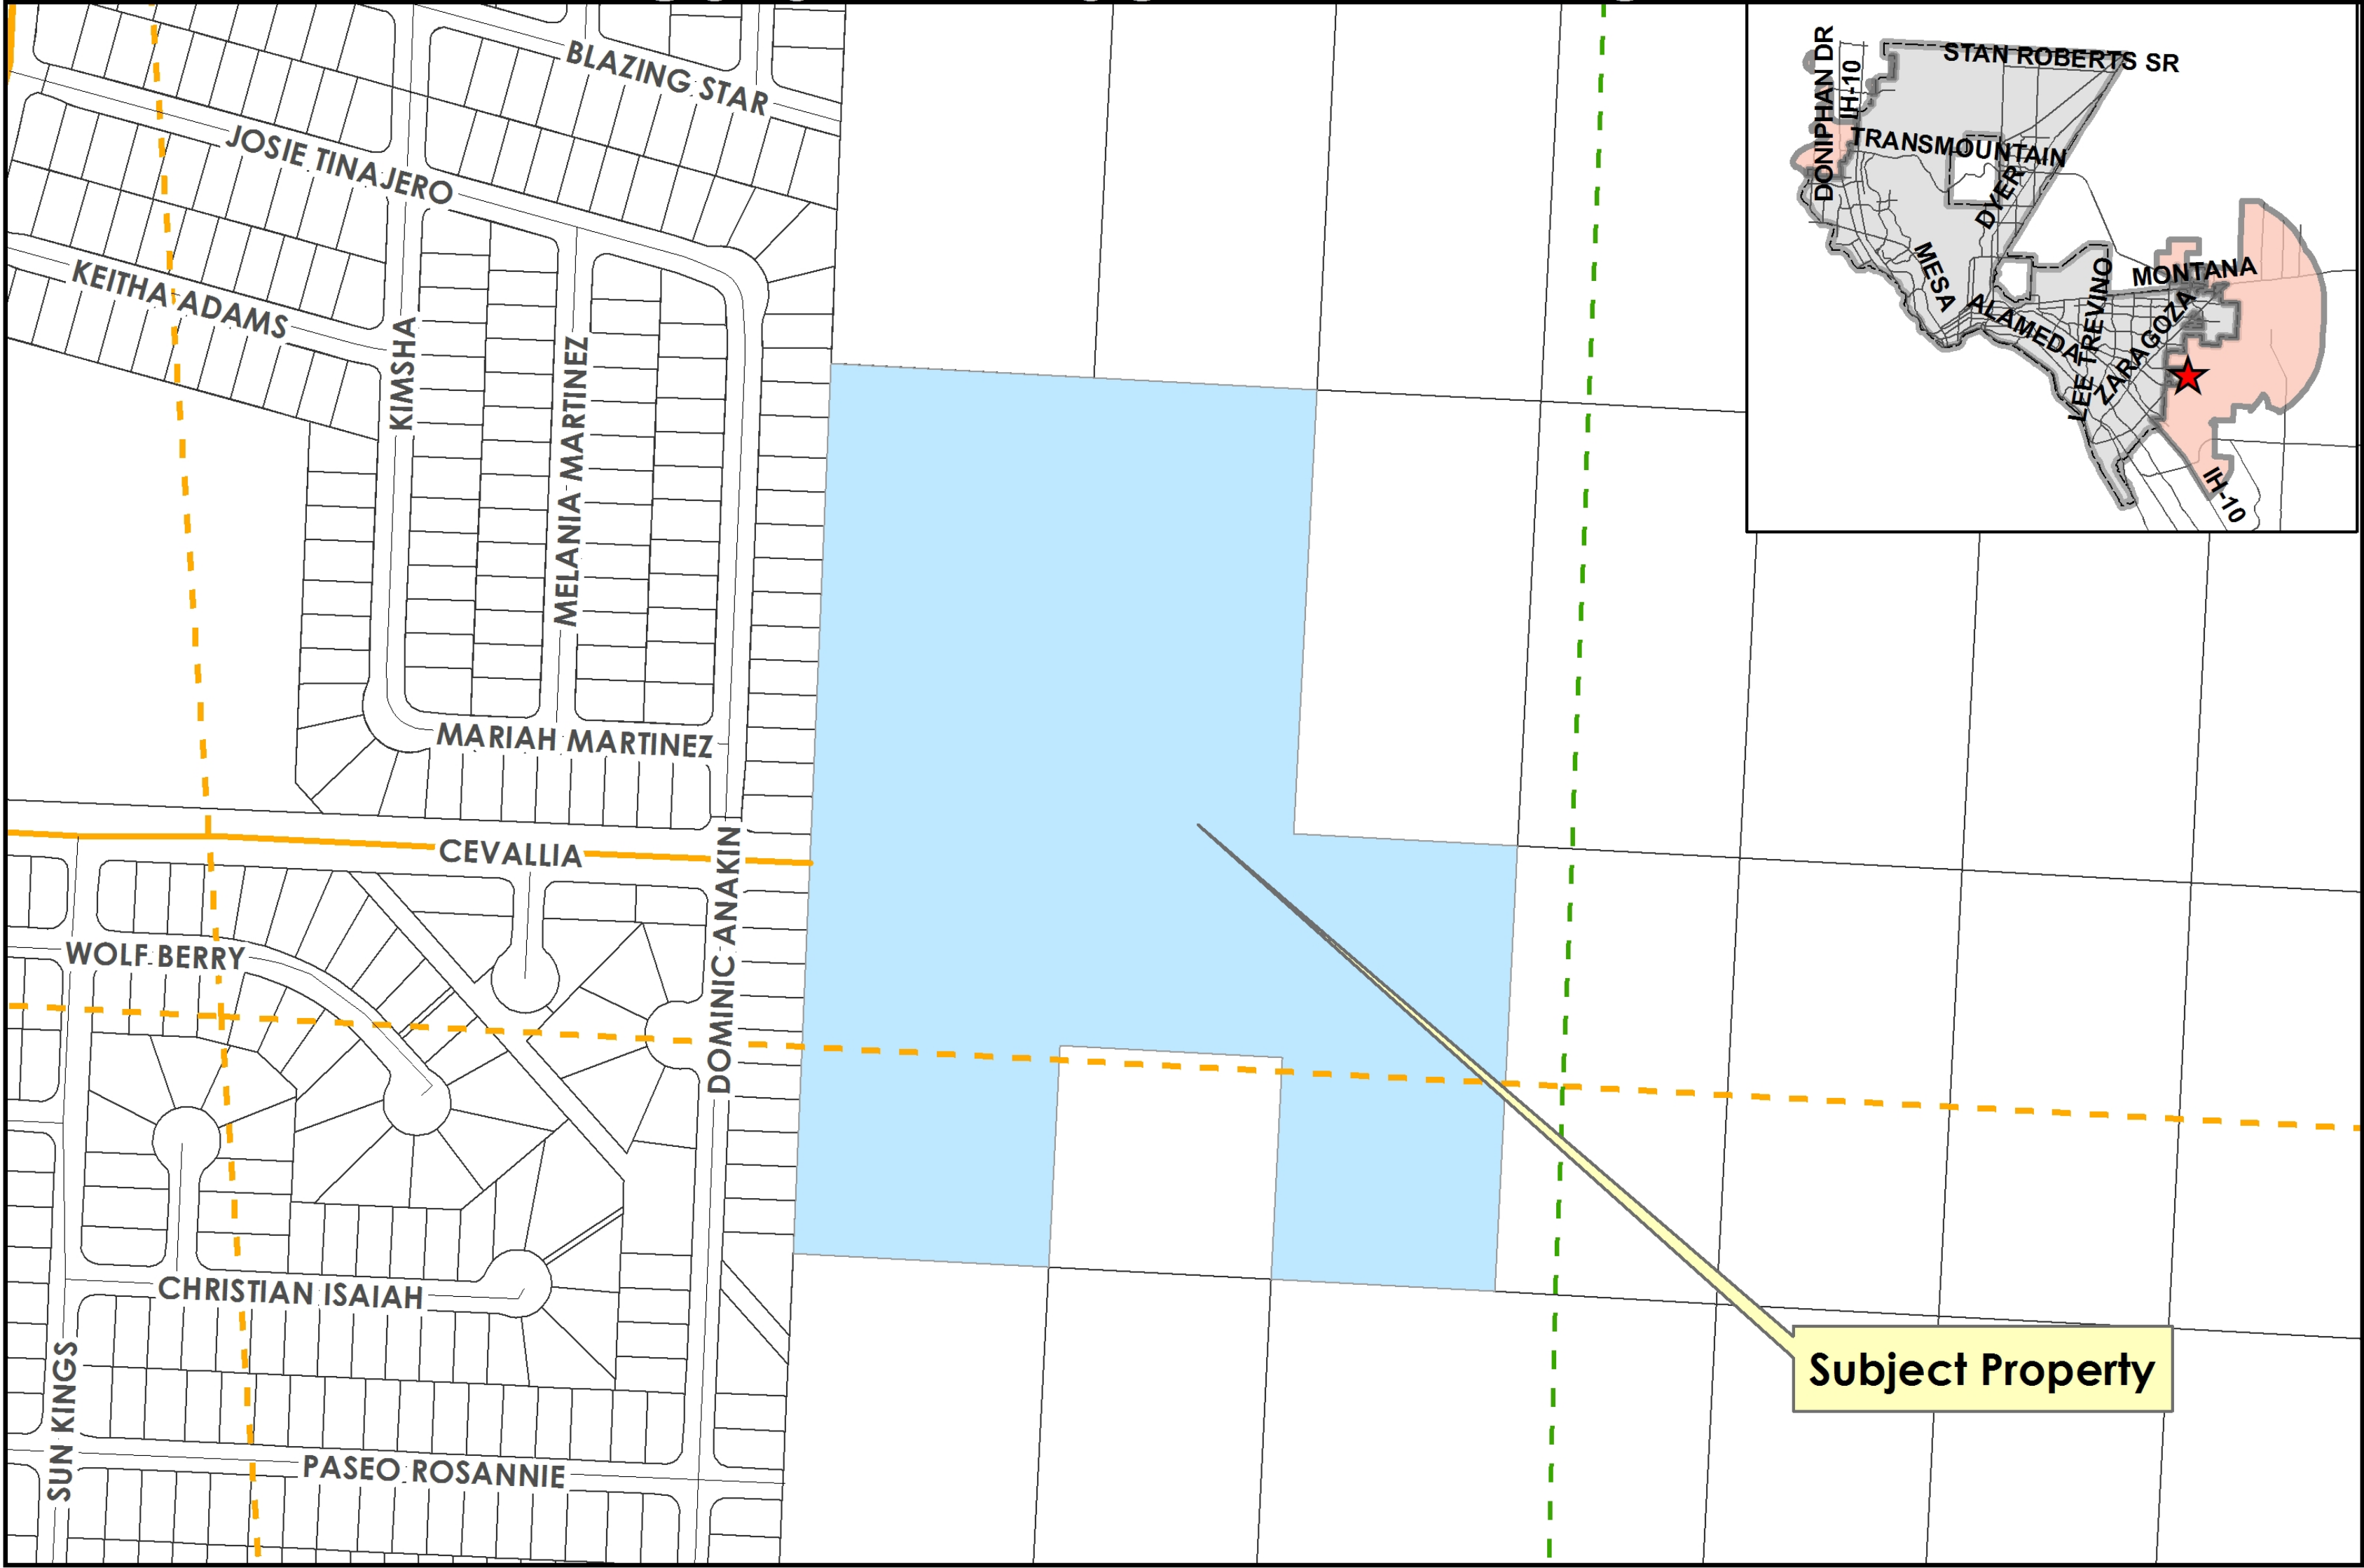 BLAZING STAR
JOSIE TINAJERO
KEITHA ADAMS
KIMSHA
MELANIA MARTINEZ
MARIAH MARTINEZ
CEVALLIA
DOMINIC ANAKIN
WOLF BERRY
CHRISTIAN ISAIAH
SUN KINGS
PASEO ROSANNIE
Subject Property
STAN ROBERTS SR
DONIPHAN DR
IH-10
TRANSMOUNTAIN
DYER
MESA
MONTANA
ALAMEDA
LEE TREVINO
ZARAGOZA
IH-10